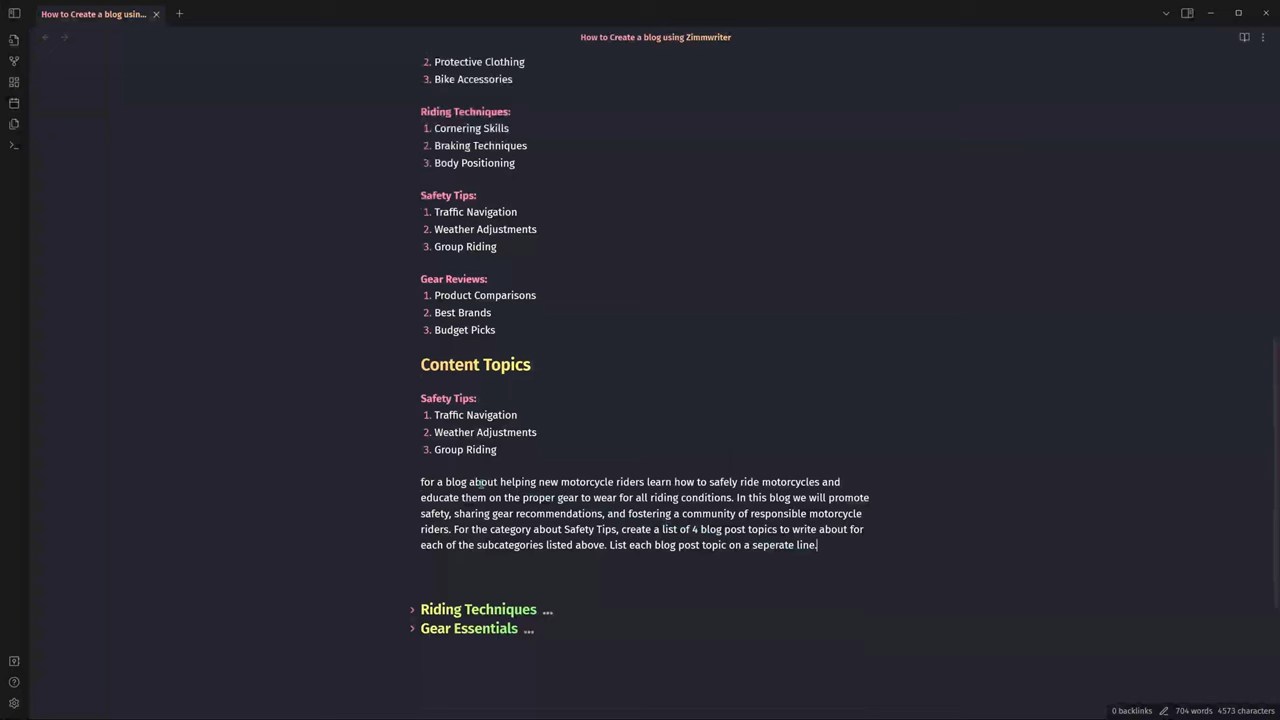 How to Create a blog usin...
How to Create a blog using Zimmwriter
2. Protective Clothing
3. Bike Accessories
Riding Techniques:
1. Cornering Skills
2. Braking Techniques
3. Body Positioning
Safety Tips:
1. Traffic Navigation
2. Weather Adjustments
3. Group Riding
Gear Reviews:
1. Product Comparisons
2. Best Brands
3. Budget Picks
Content Topics
Safety Tips:
1. Traffic Navigation
2. Weather Adjustments
3. Group Riding
for a blog about helping new motorcycle riders learn how to safely ride motorcycles and
educate them on the proper gear to wear for all riding conditions. In this blog we will promote
safety, sharing gear recommendations, and fostering a community of responsible motorcycle
riders. For the category about Safety Tips, create a list of 4 blog post topics to write about for
each of the subcategories listed above. List each blog post topic on a seperate line.
Riding Techniques ...
Gear Essentials ...
0 backlinks 704 words 4573 characters